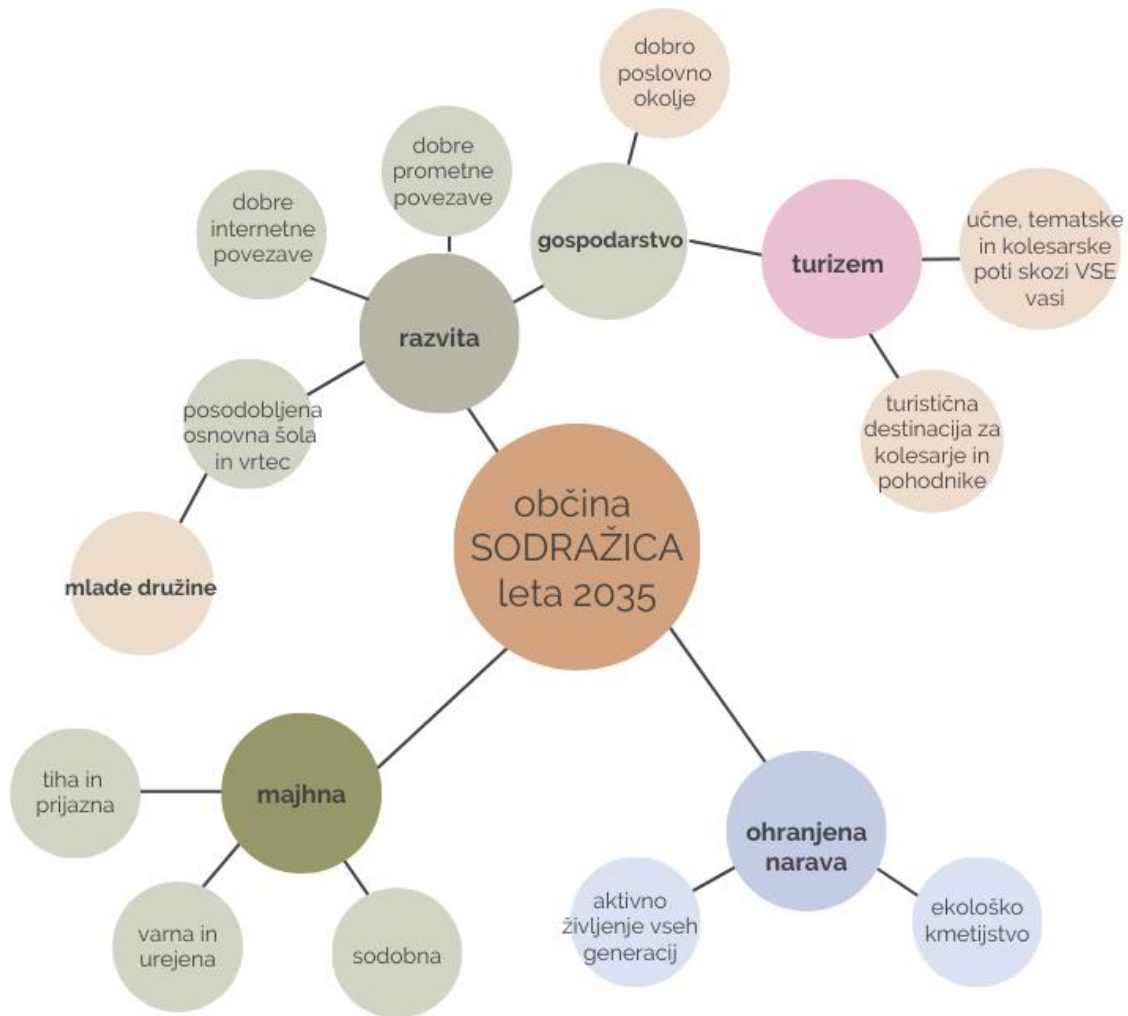 dobro
poslovno
okolje
dobre
prometne
povezave
dobre
internetne
povezave
gospodarstvo
turizem
učne, tematske
in kolesarske
poti skozi VSE
vasi
razvita
posodobljena
osnovna šola
in vrtec
turistična
destinacija za
kolesarje in
pohodnike
občina
SODRAŽICA
leta 2035
mlade družine
tiha in
prijazna
majhna
ohranjena
narava
varna in
urejena
sodobna
aktivno
življenje vseh
generacij
ekološko
kmetijstvo